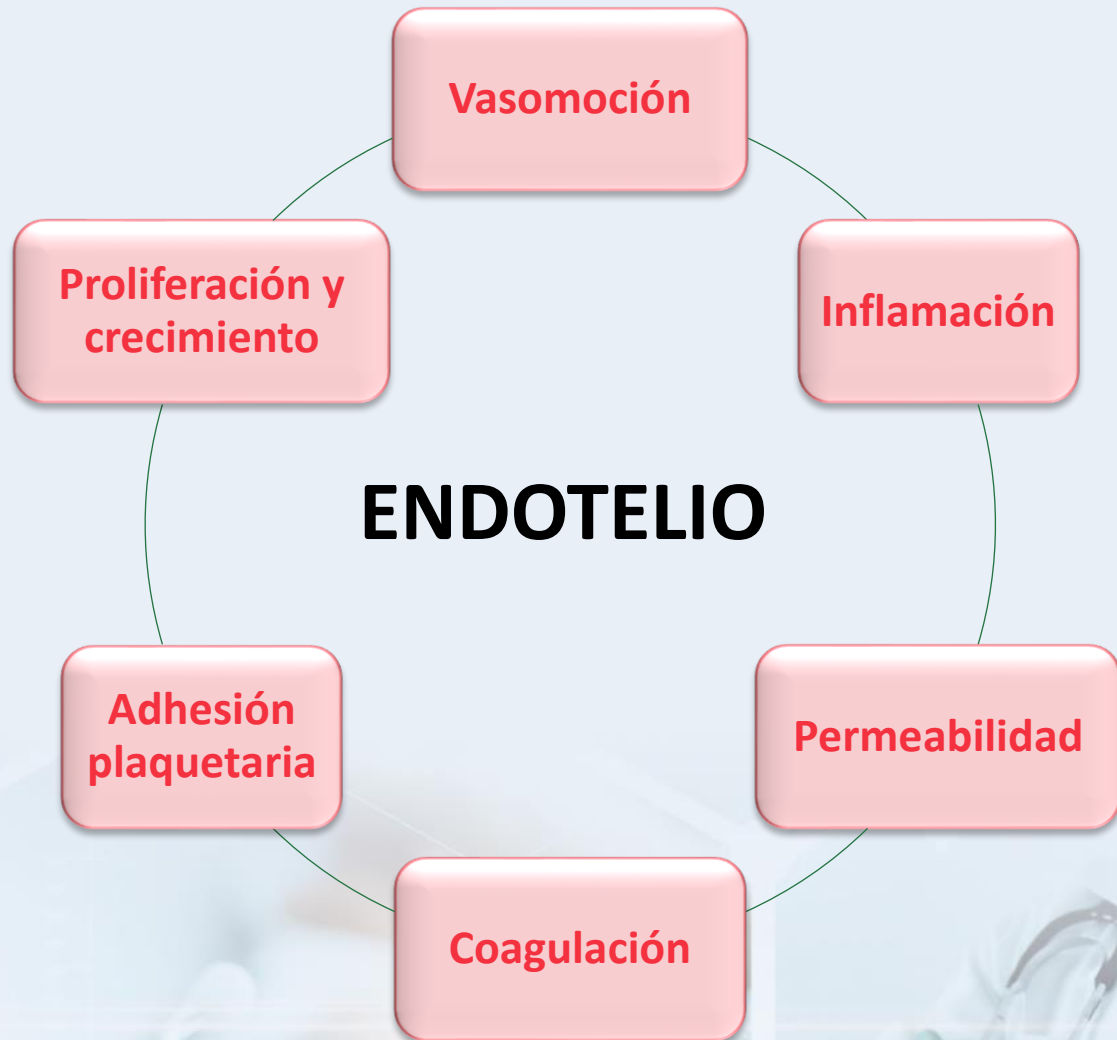 Vasomoción
Proliferación y
crecimiento
Inflamación
ENDOTELIO
Adhesión
plaquetaria
Permeabilidad
Coagulación